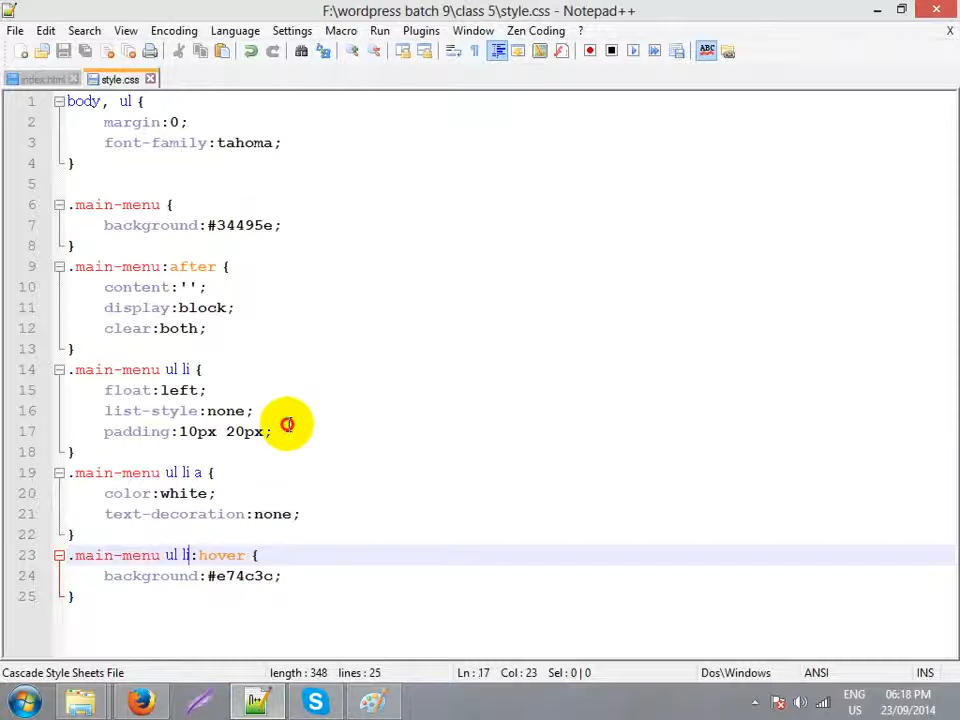 F:\wordpress batch 9\class 5\style.css - Notepad++
File Edit Search View Encoding Language Settings Macro Run Plugins Window Zen Coding ? X
index.html style.css
1 body, ul {
2 margin:0;
3 font-family:tahoma;
4 }
5
6 .main-menu {
7 background:#34495e;
8 }
9 .main-menu:after {
10 content:'';
11 display:block;
12 clear:both;
13 }
14 .main-menu ul li {
15 float:left;
16 list-style:none;
17 padding:10px 20px;
18 }
19 .main-menu ul li a {
20 color:white;
21 text-decoration:none;
22 }
23 .main-menu ul li:hover {
24 background:#e74c3c;
25 }
Cascade Style Sheets File length : 348 lines : 25 Ln : 17 Col : 23 Sel : 0 | 0 Dos\Windows ANSI INS
ENG 06:18 PM
US 23/09/2014